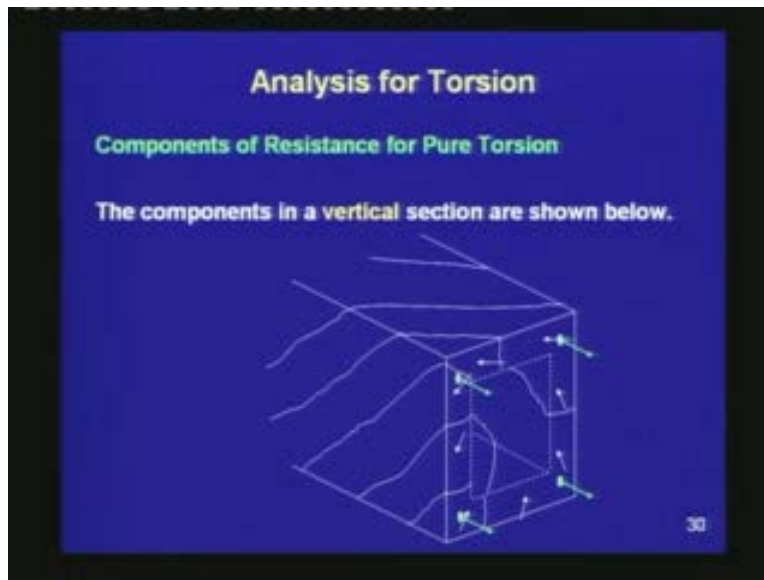 Analysis for Torsion
Components of Resistance for Pure Torsion
The components in a vertical section are shown below.
30